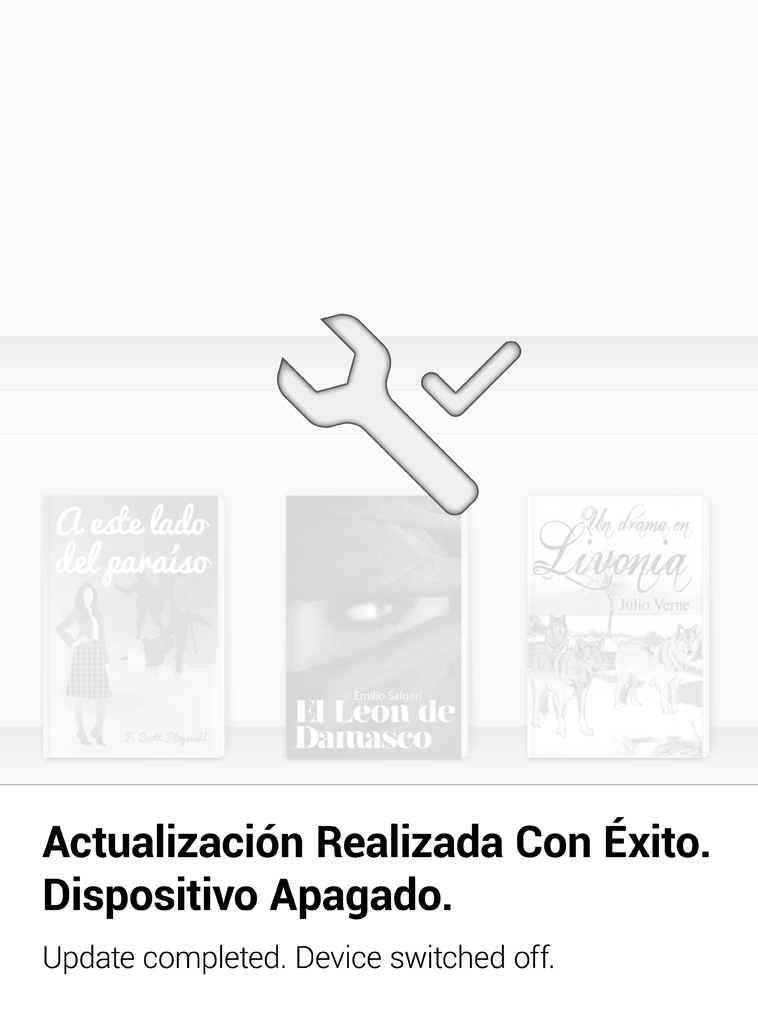 A este lado
del paraíso
F. Scott Fitzgerald
Emilio Salgari
El Leon de
Damasco
Un drama en
Livonia
Julio Verne
Actualización Realizada Con Éxito.
Dispositivo Apagado.
Update completed. Device switched off.